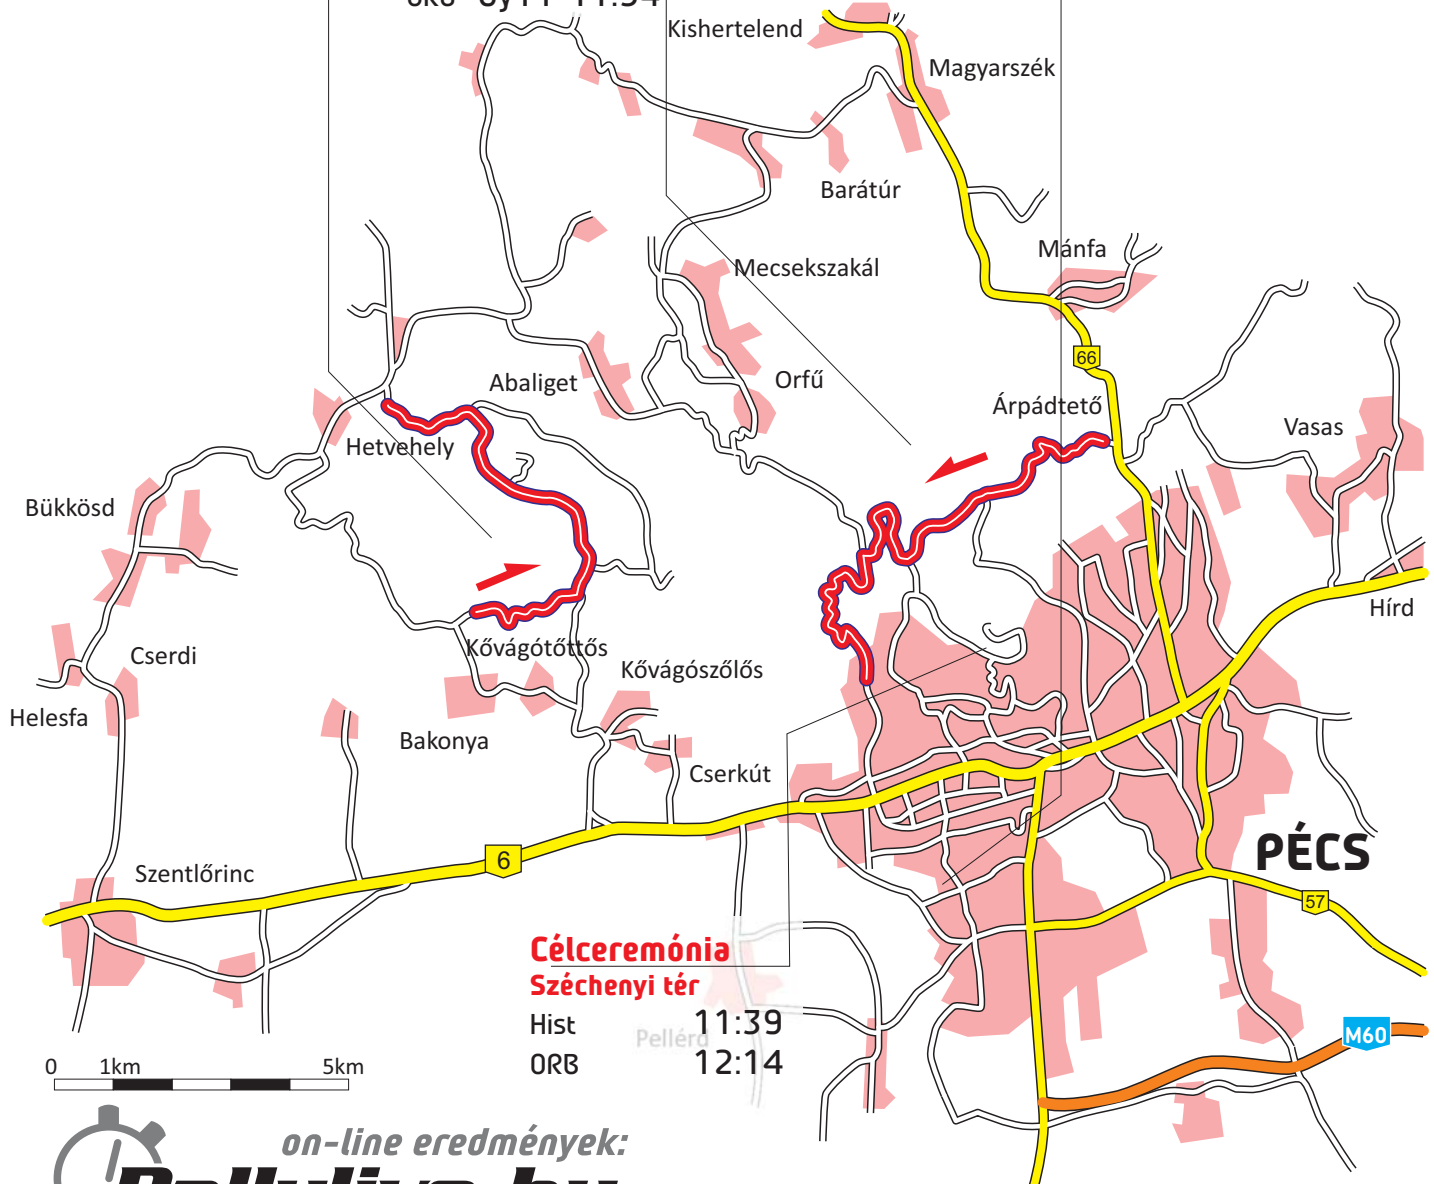 Kishertelend
Magyarszék
Barátúr
Mánfa
Mecsekszakál
66
Orfű
Abaliget
Árpádtető
Vasas
Hetvehely
Bükkösd
Hírd
Kővágótőttős
Cserdi
Kővágószőlős
Helesfa
Bakonya
Cserkút
6
PÉCS
Szentlőrinc
57
Célceremónia
Széchenyi tér
Hist 11:39
Pellérd
ORB 12:14
M60
0 1km 5km
on-line eredmények: